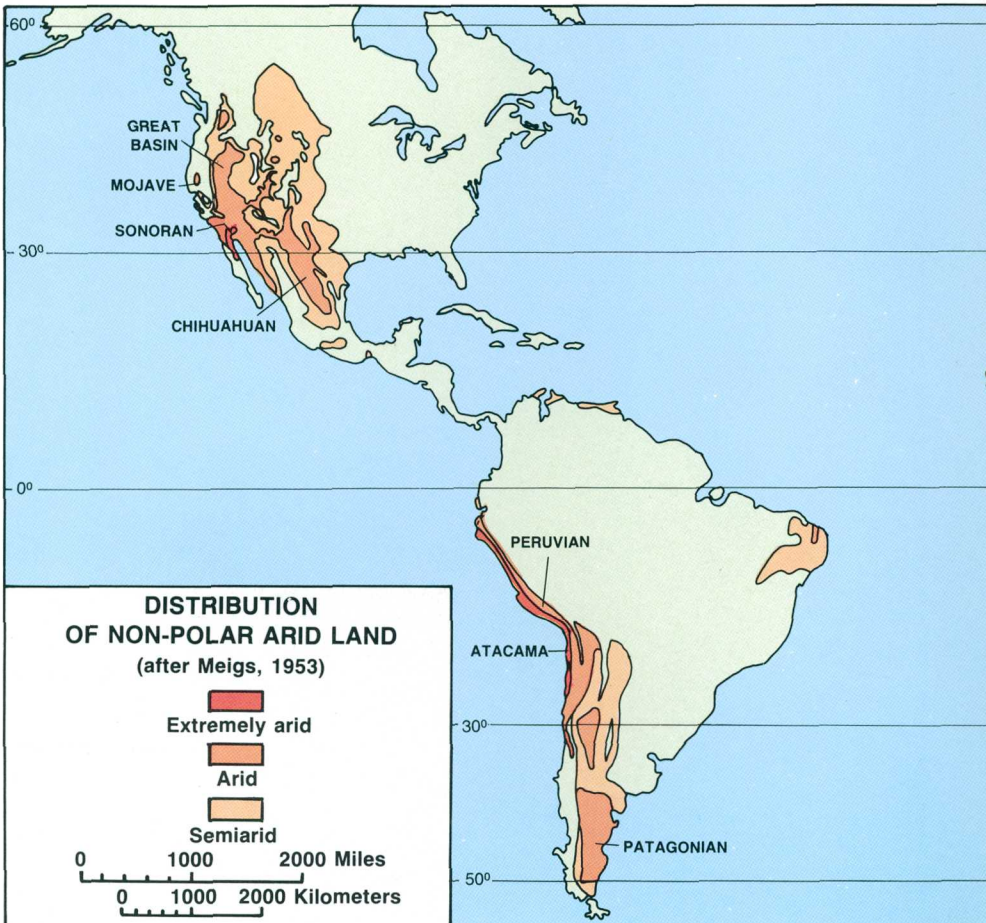 60°
GREAT
BASIN
MOJAVE
SONORAN
30°
CHIHUAHUAN
0°
PERUVIAN
ATACAMA
30°
PATAGONIAN
50°
DISTRIBUTION
OF NON-POLAR ARID LAND
(after Meigs, 1953)
Extremely arid
Arid
Semiarid
0 1000 2000 Miles
0 1000 2000 Kilometers